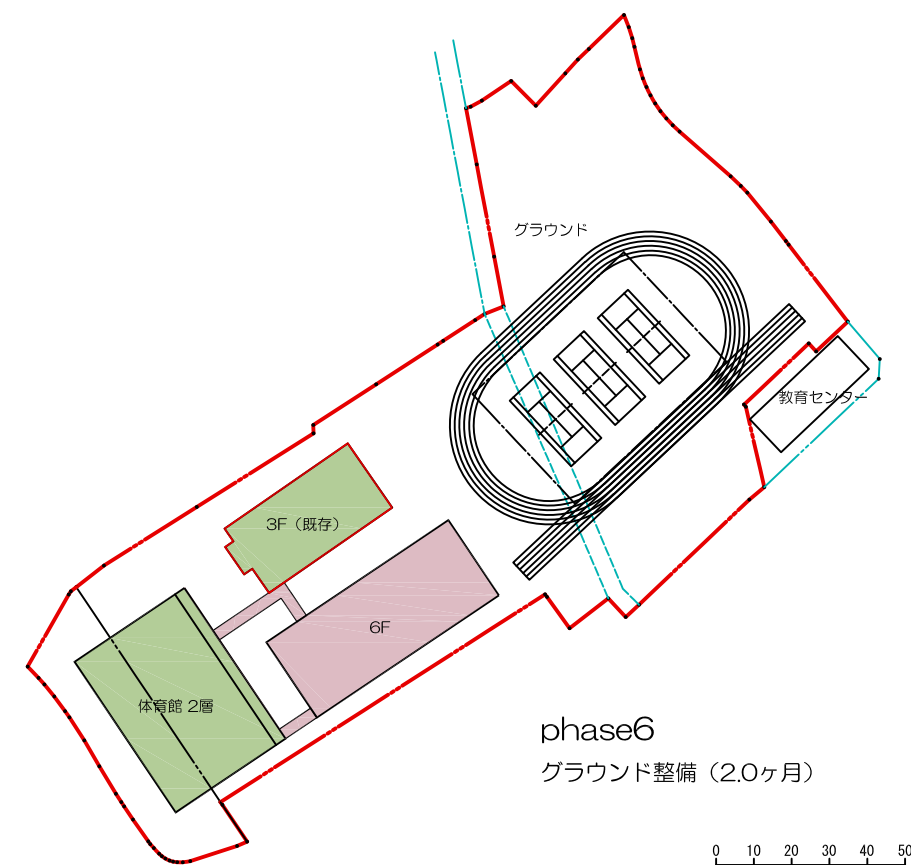 グラウンド
教育センター
3F（既存）
6F
体育館 2層
phase6
グラウンド整備（2.0ヶ月）
0 10 20 30 40 50